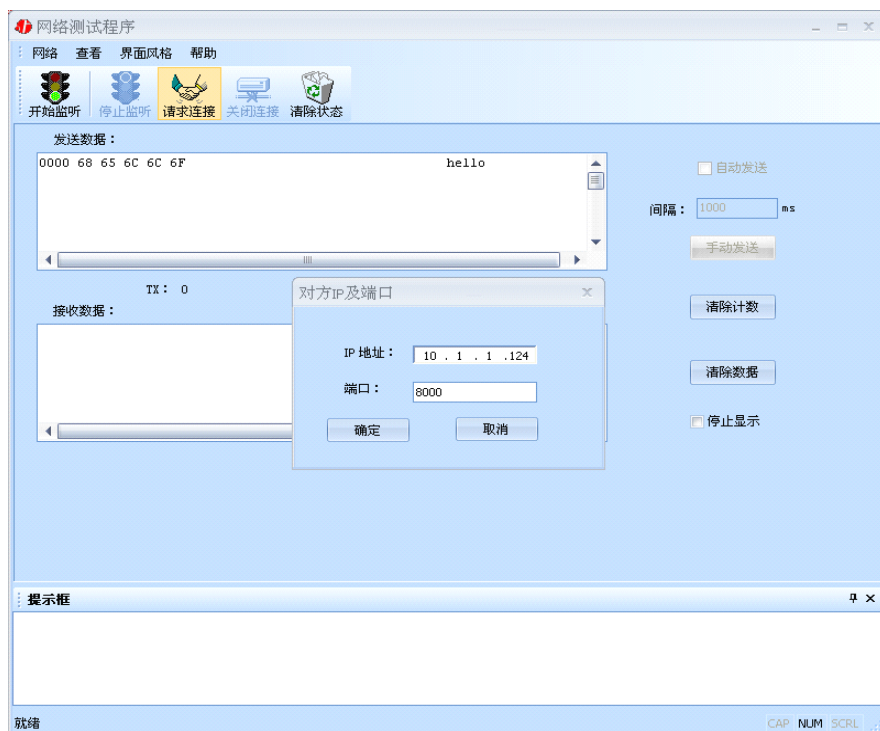 网络测试程序
网络 查看 界面风格 帮助
开始监听 停止监听 请求连接 关闭连接 清除状态
发送数据：
0000 68 65 6C 6C 6F hello
自动发送
间隔： 1000 ms
手动发送
TX： 0
接收数据：
清除计数
对方IP及端口
IP 地址： 10 . 1 . 1 .124
端口： 8000
确定 取消
清除数据
停止显示
提示框
就绪 CAP NUM SCRL